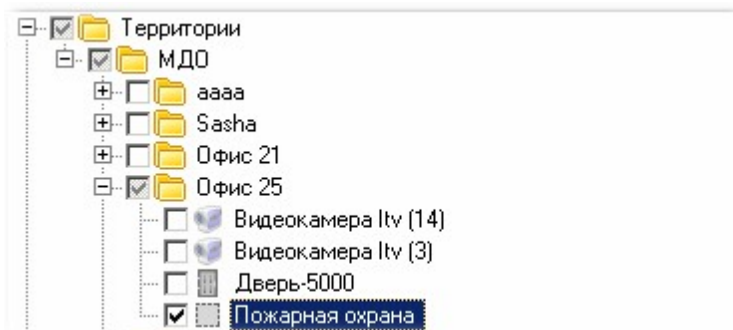 Территории
МДО
аааа
Sasha
Офис 21
Офис 25
Видеокамера Itv (14)
Видеокамера Itv (3)
Дверь-5000
Пожарная охрана